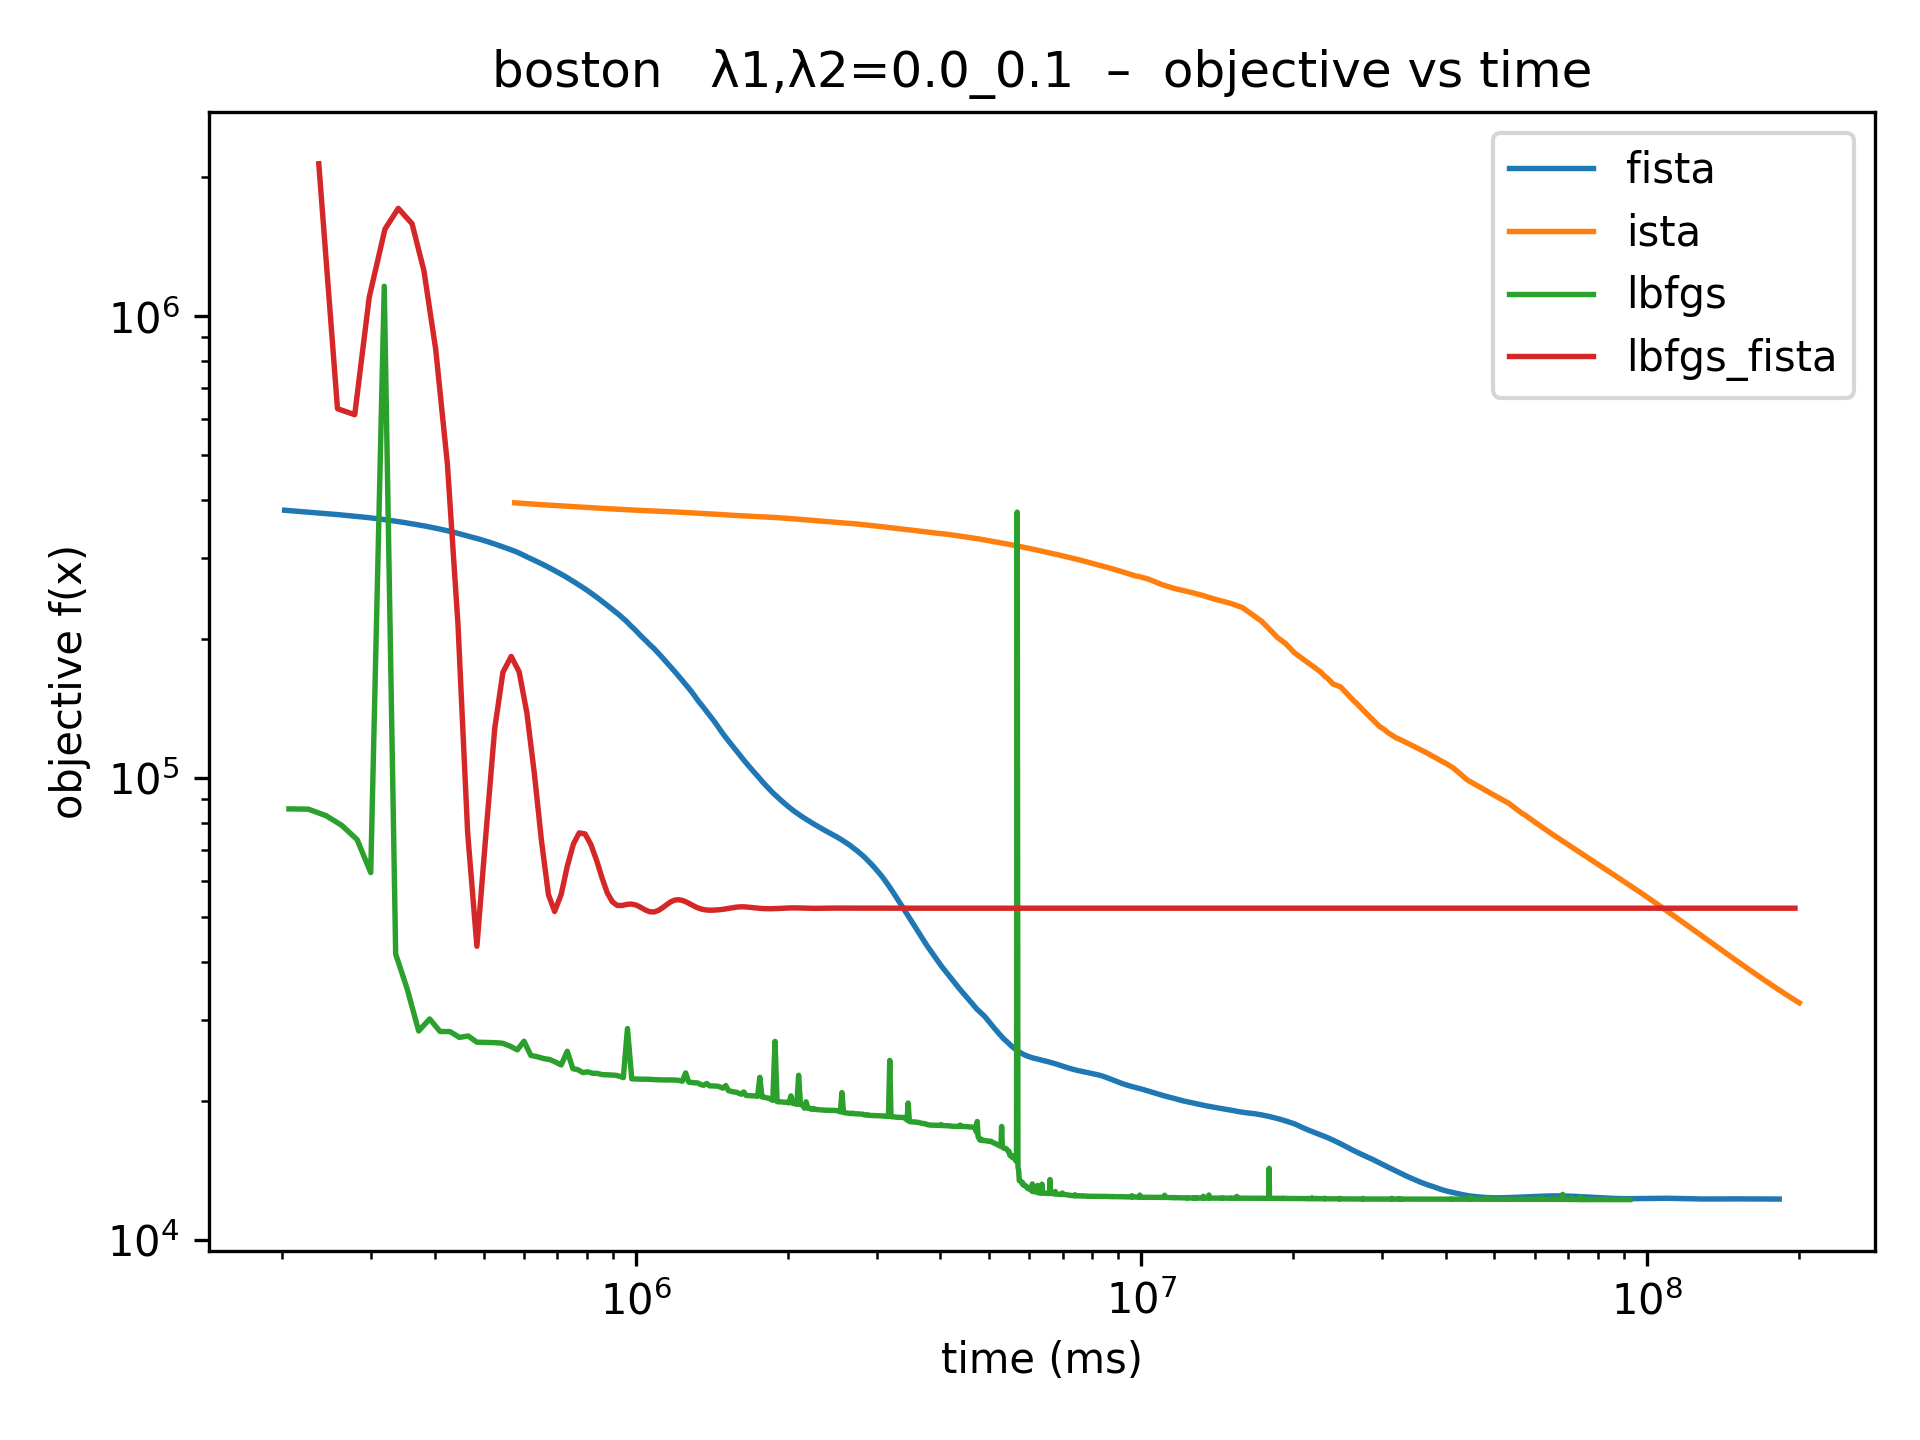 boston λ1,λ2=0.0_0.1 – objective vs time
fista
ista
lbfgs
lbfgs_fista
objective f(x)
10⁶
10⁵
10⁴
10⁶ 10⁷ 10⁸
time (ms)